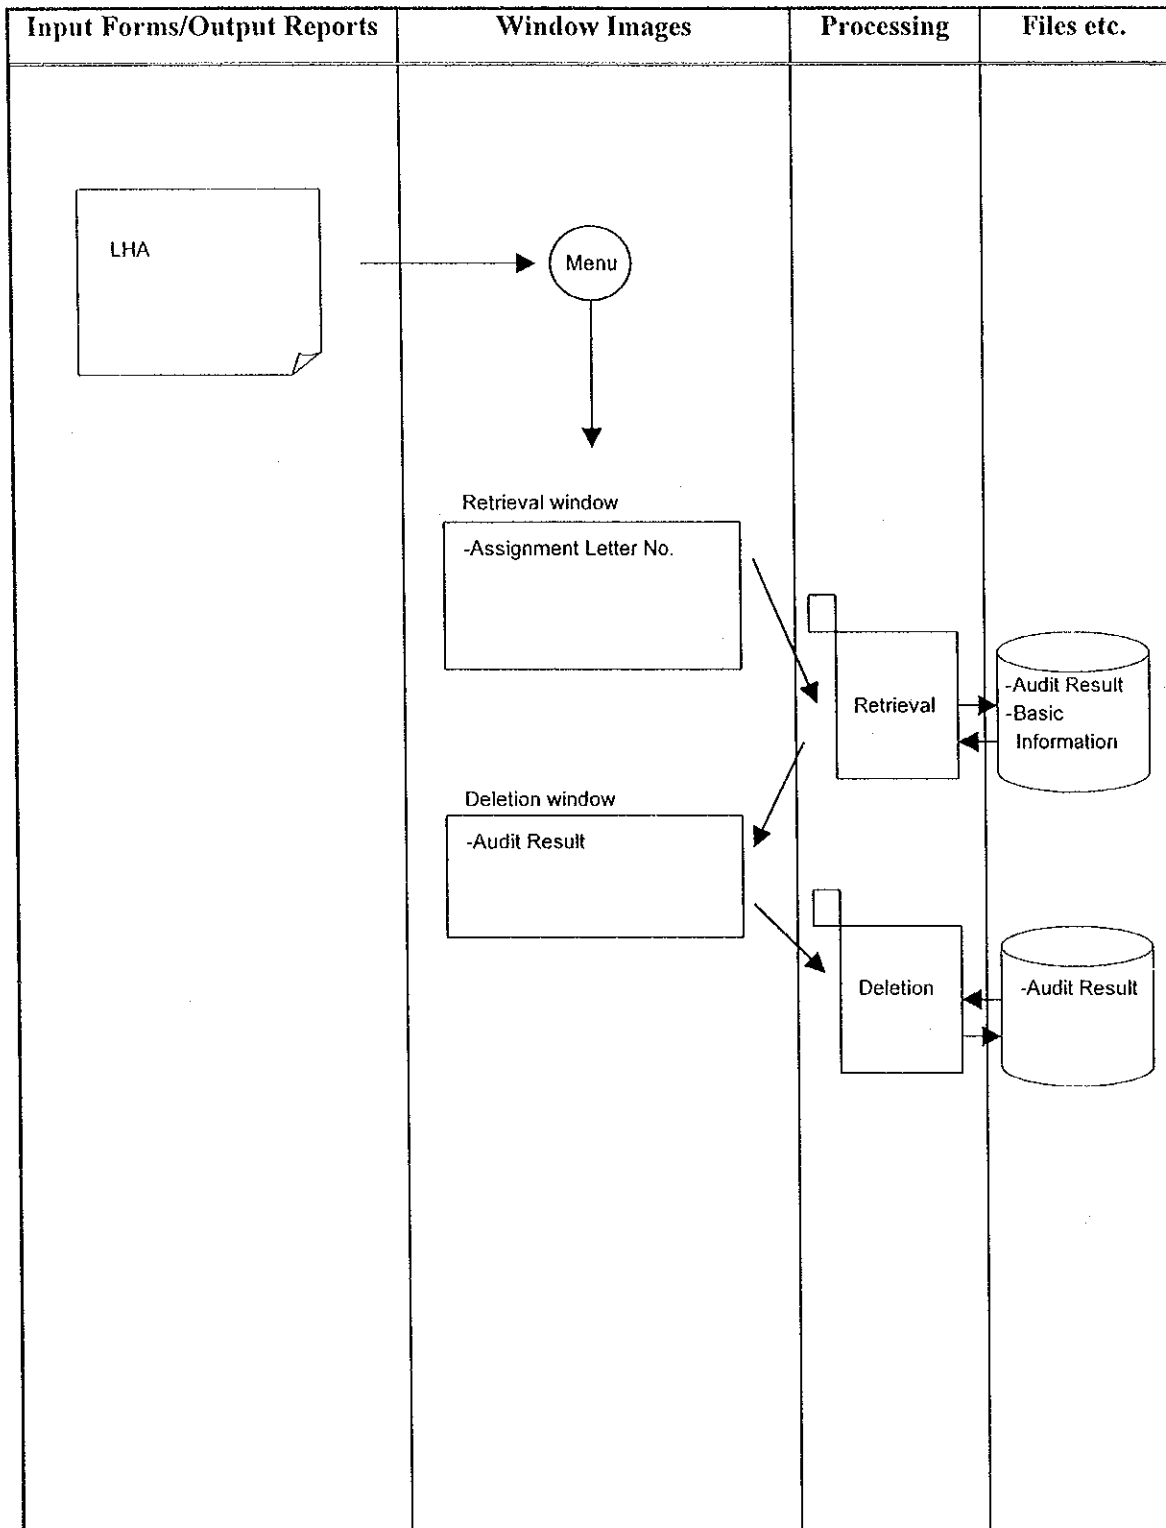 Input Forms/Output Reports
Window Images
Processing
Files etc.
LHA
Menu
Retrieval window
-Assignment Letter No.
Retrieval
-Audit Result
-Basic
Information
Deletion window
-Audit Result
Deletion
-Audit Result